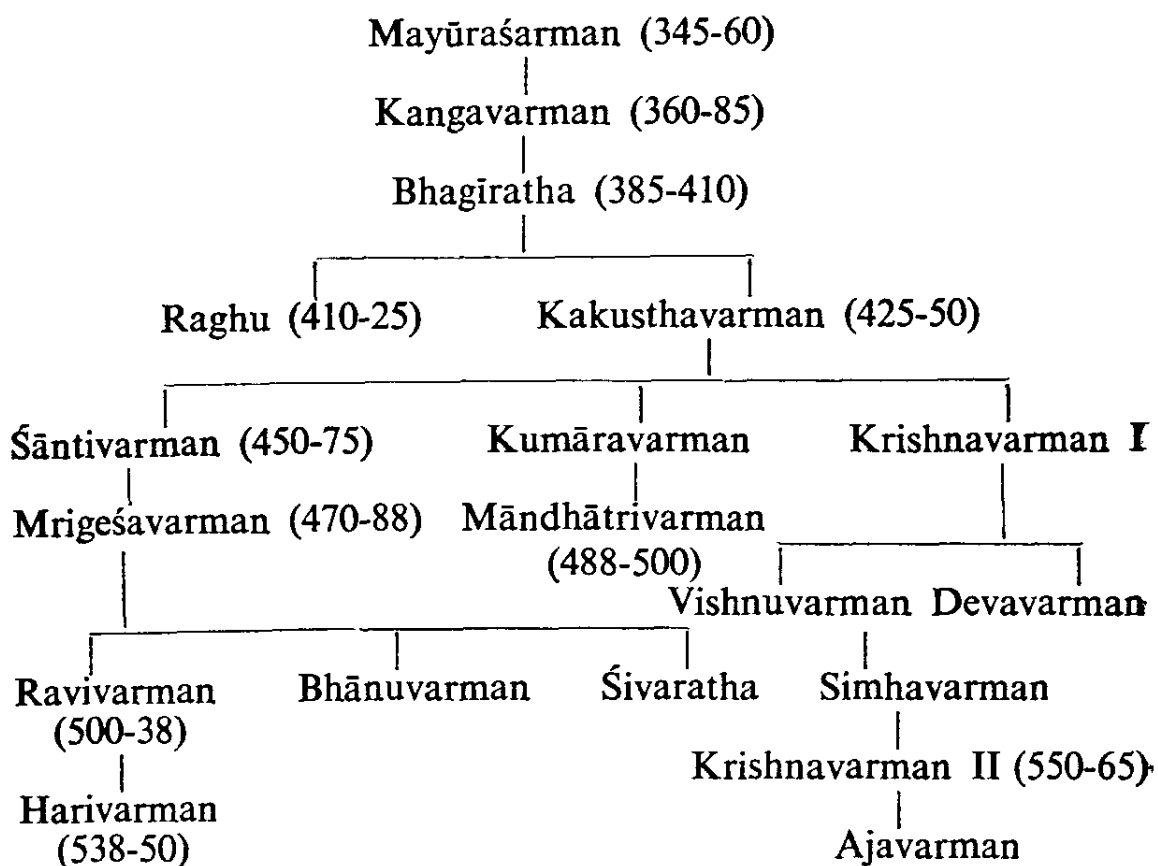 Mayūraśarman (345-60)
Kangavarman (360-85)
Bhagīratha (385-410)
Raghu (410-25) Kakusthavarman (425-50)
Śāntivarman (450-75) Kumāravarman Krishnavarman I
Mrigeśavarman (470-88) Māndhātrivarman
(488-500)
Vishnuvarman Devavarman
Ravivarman Bhānuvarman Śivaratha Simhavarman
(500-38)
Krishnavarman II (550-65)
Harivarman
(538-50)
Ajavarman